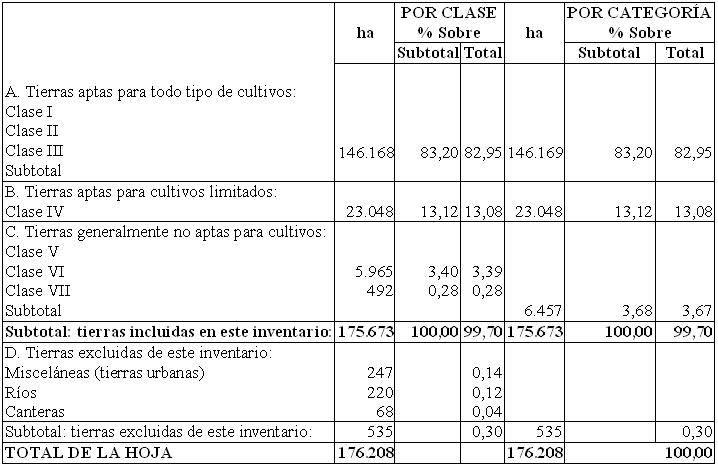 POR CLASE POR CATEGORÍA
ha % Sobre ha % Sobre
Subtotal Total Subtotal Total
A. Tierras aptas para todo tipo de cultivos:
Clase I
Clase II
Clase III 146.168 83,20 82,95 146.169 83,20 82,95
Subtotal
B. Tierras aptas para cultivos limitados:
Clase IV 23.048 13,12 13,08 23.048 13,12 13,08
C. Tierras generalmente no aptas para cultivos:
Clase V
Clase VI 5.965 3,40 3,39
Clase VII 492 0,28 0,28
Subtotal 6.457 3,68 3,67
Subtotal: tierras incluidas en este inventario: 175.673 100,00 99,70 175.673 100,00 99,70
D. Tierras excluidas de este inventario:
Misceláneas (tierras urbanas) 247 0,14
Ríos 220 0,12
Canteras 68 0,04
Subtotal: tierras excluidas de este inventario: 535 0,30 535 0,30
TOTAL DE LA HOJA 176.208 176.208 100,00